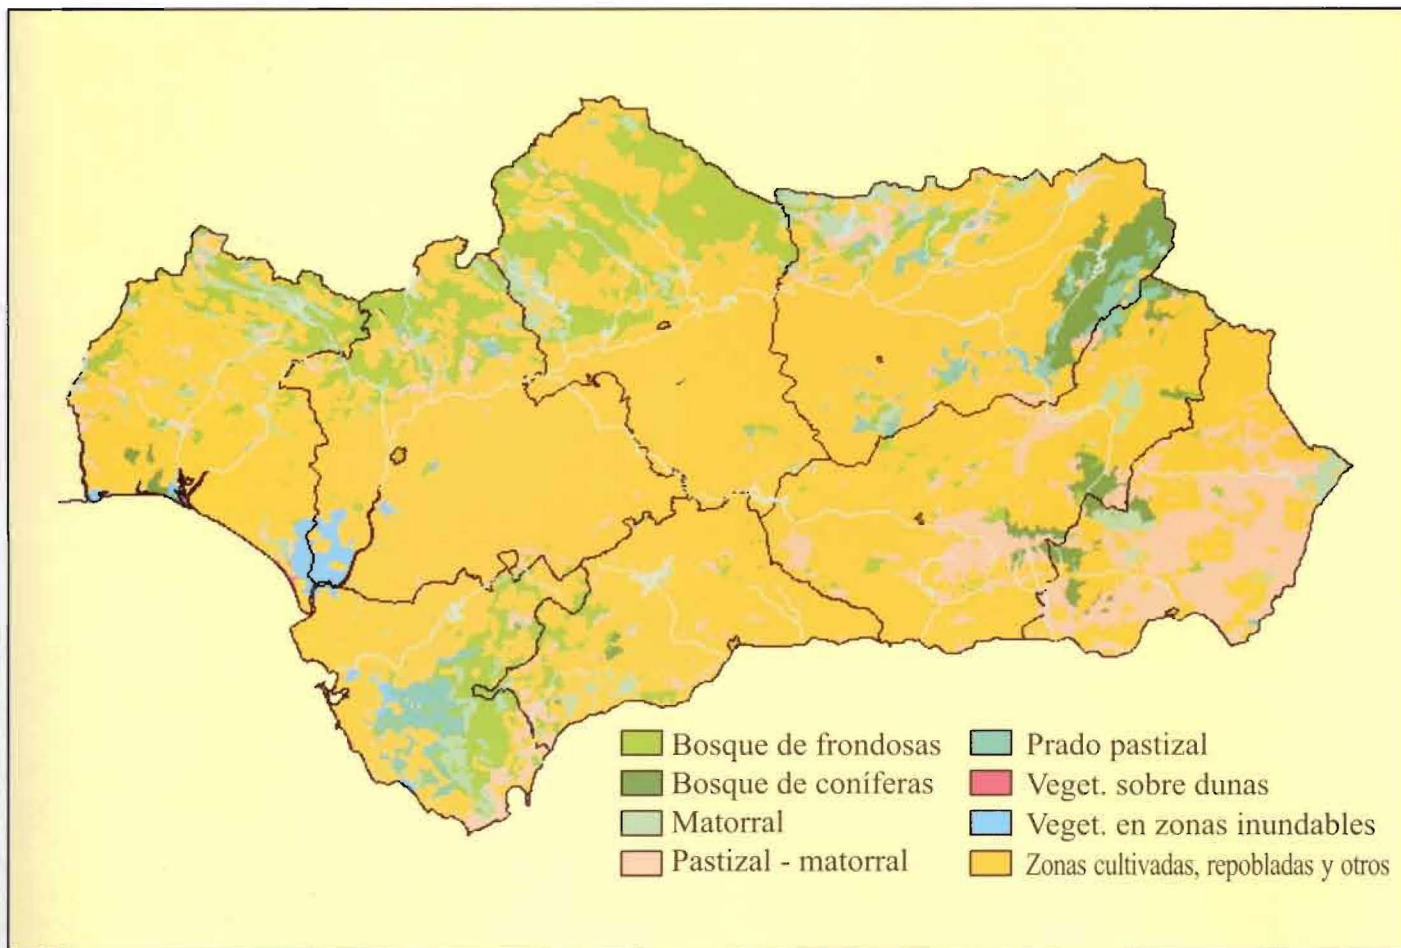 Bosque de frondosas
Bosque de coníferas
Matorral
Pastizal - matorral
Prado pastizal
Veget. sobre dunas
Veget. en zonas inundables
Zonas cultivadas, repobladas y otros